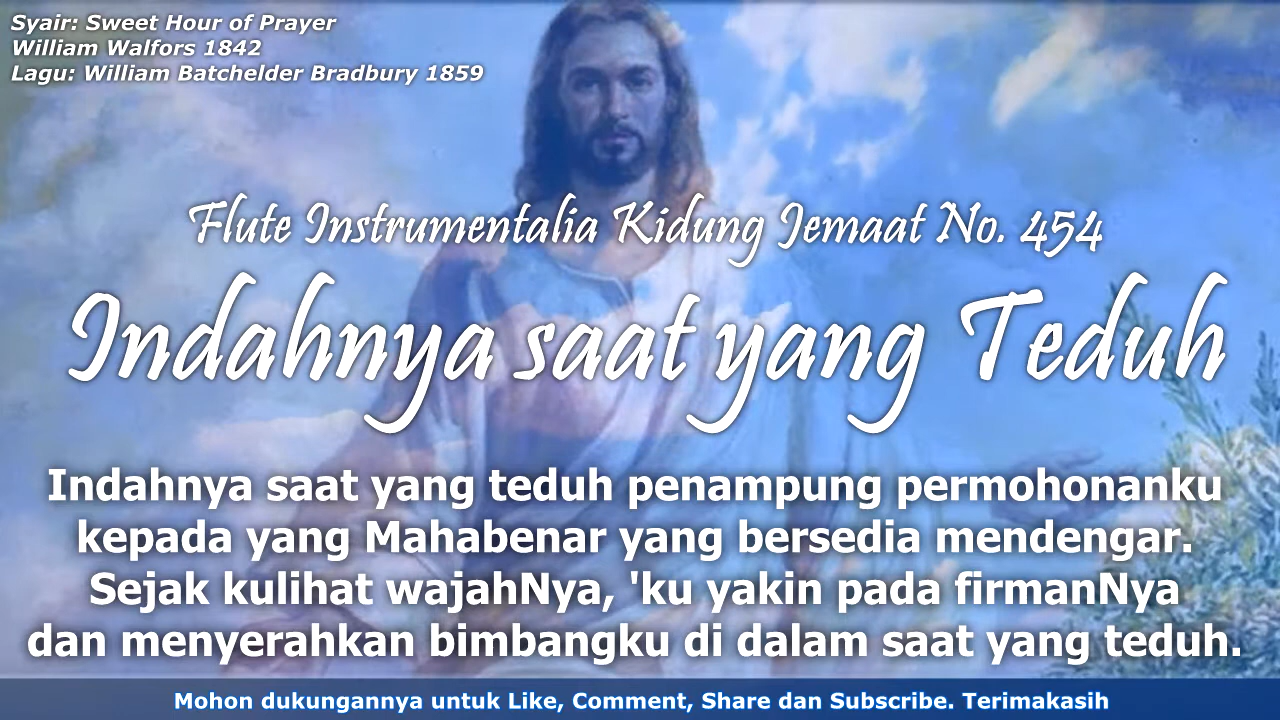 Syair: Sweet Hour of Prayer
William Walfors 1842
Lagu: William Batchelder Bradbury 1859
Flute Instrumentalia Kidung Jemaat No. 454
Indahnya saat yang Teduh
Indahnya saat yang teduh penampung permohonanku
kepada yang Mahabenar yang bersedia mendengar.
Sejak kulihat wajahNya, 'ku yakin pada firmanNya
dan menyerahkan bimbangku di dalam saat yang teduh.
Mohon dukungannya untuk Like, Comment, Share dan Subscribe. Terimakasih